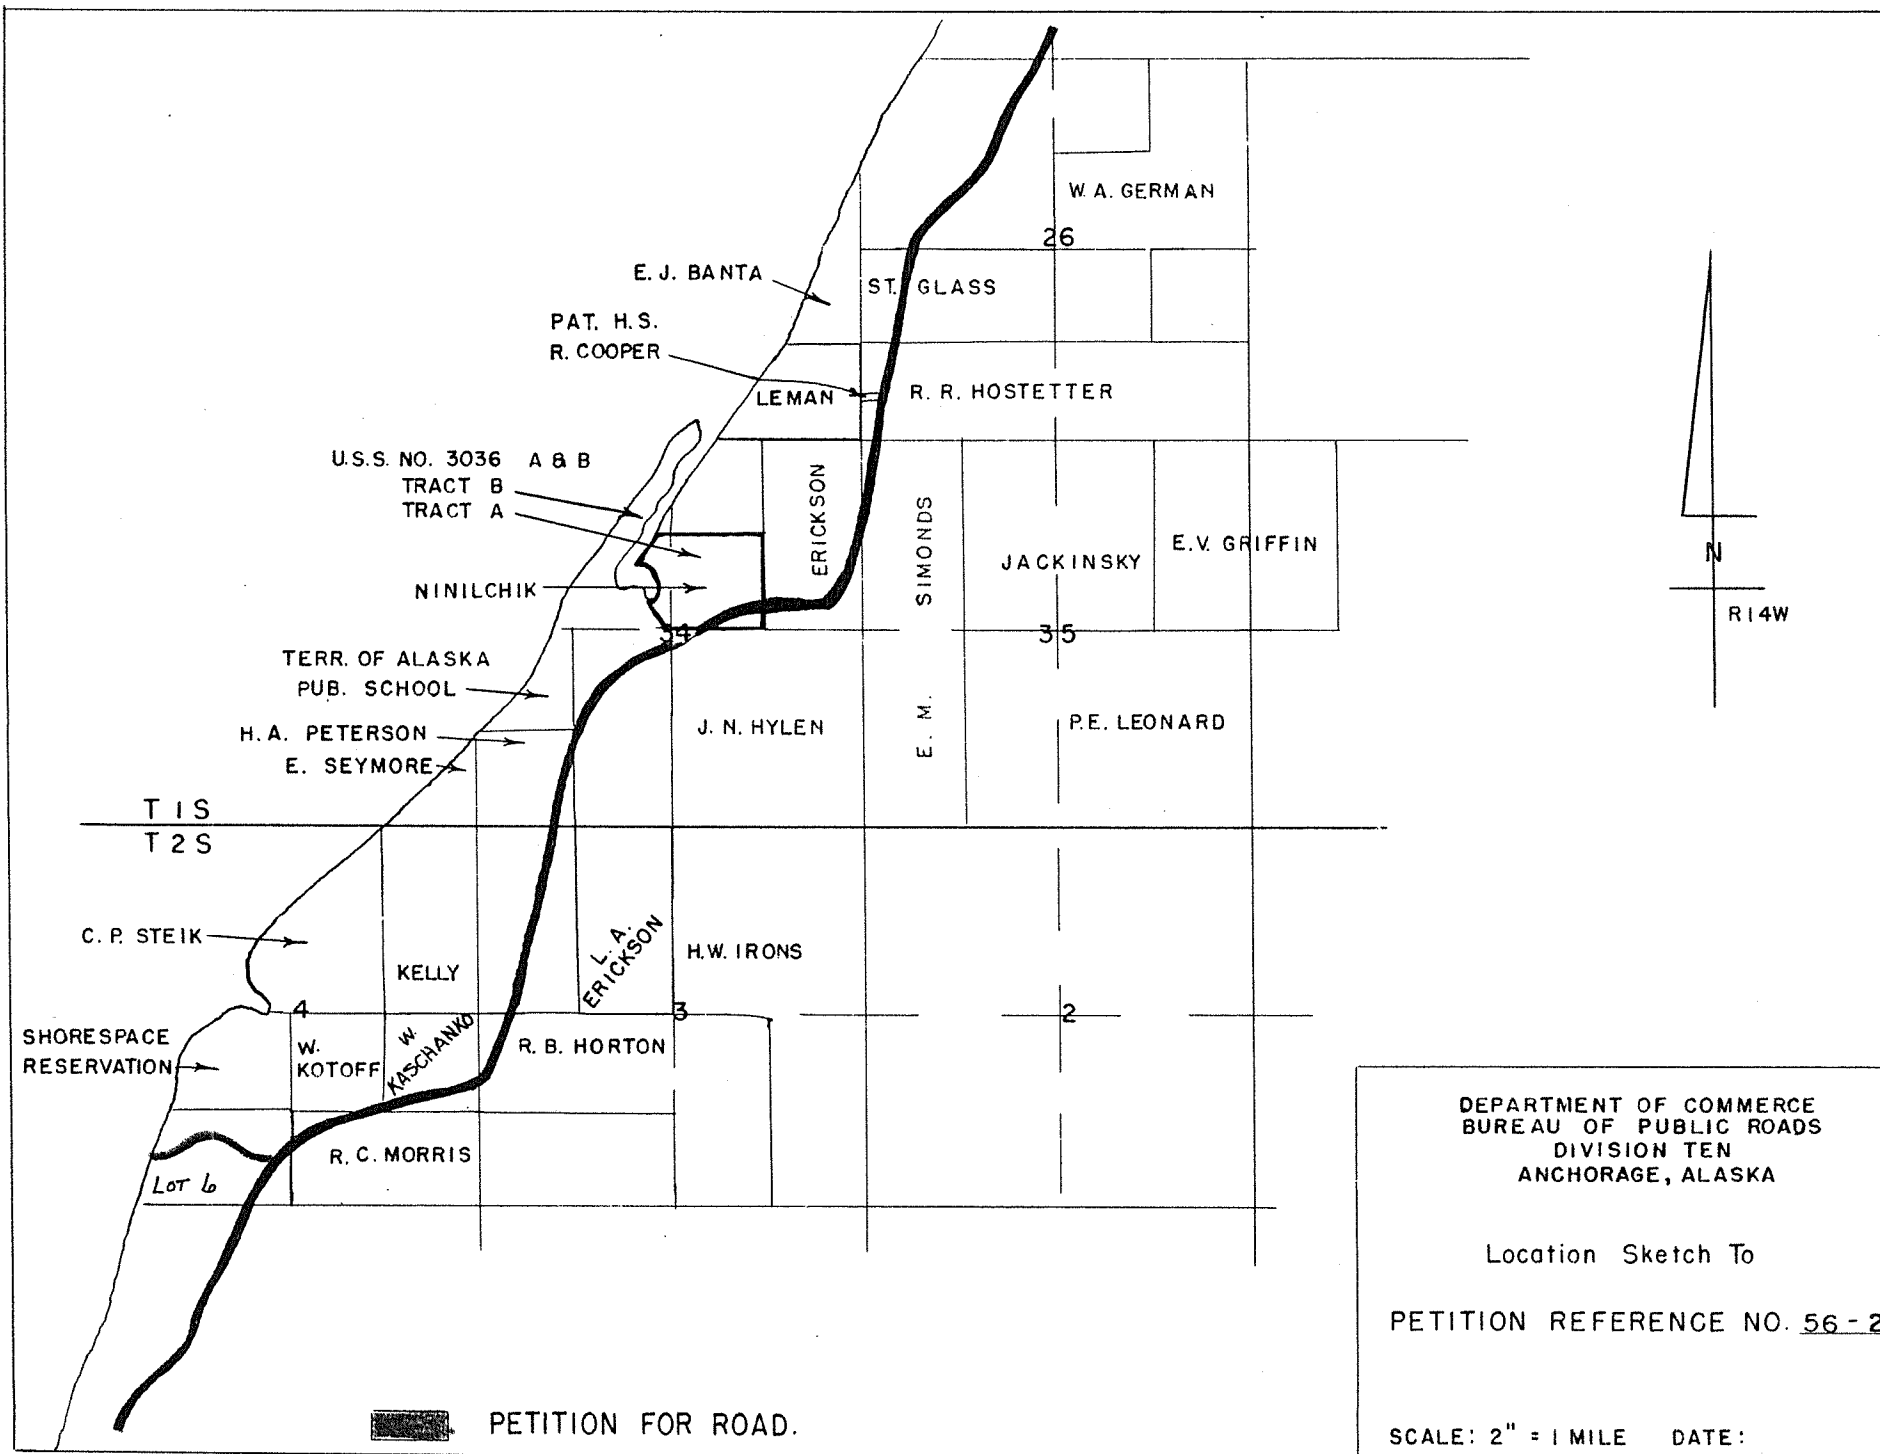 W. A. GERMAN
26
E. J. BANTA
ST. GLASS
PAT. H. S.
R. COOPER
LEMAN
R. R. HOSTETTER
U.S.S. NO. 3036 A & B
TRACT B
TRACT A
ERICKSON
E. M. SIMONDS
JACKINSKY
E.V. GRIFFIN
N
R14W
NINILCHIK
34
35
TERR. OF ALASKA
PUB. SCHOOL
H. A. PETERSON
E. SEYMORE
J. N. HYLEN
P.E. LEONARD
T 1 S
T 2 S
C. P. STEIK
KELLY
L. A.
ERICKSON
H.W. IRONS
4
3
2
SHORESPACE
RESERVATION
W.
KOTOFF
W.
KASCHANKO
R. B. HORTON
R. C. MORRIS
LOT 6
DEPARTMENT OF COMMERCE
BUREAU OF PUBLIC ROADS
DIVISION TEN
ANCHORAGE, ALASKA
Location Sketch To
PETITION REFERENCE NO. 56-2
PETITION FOR ROAD.
SCALE: 2" = 1 MILE DATE: